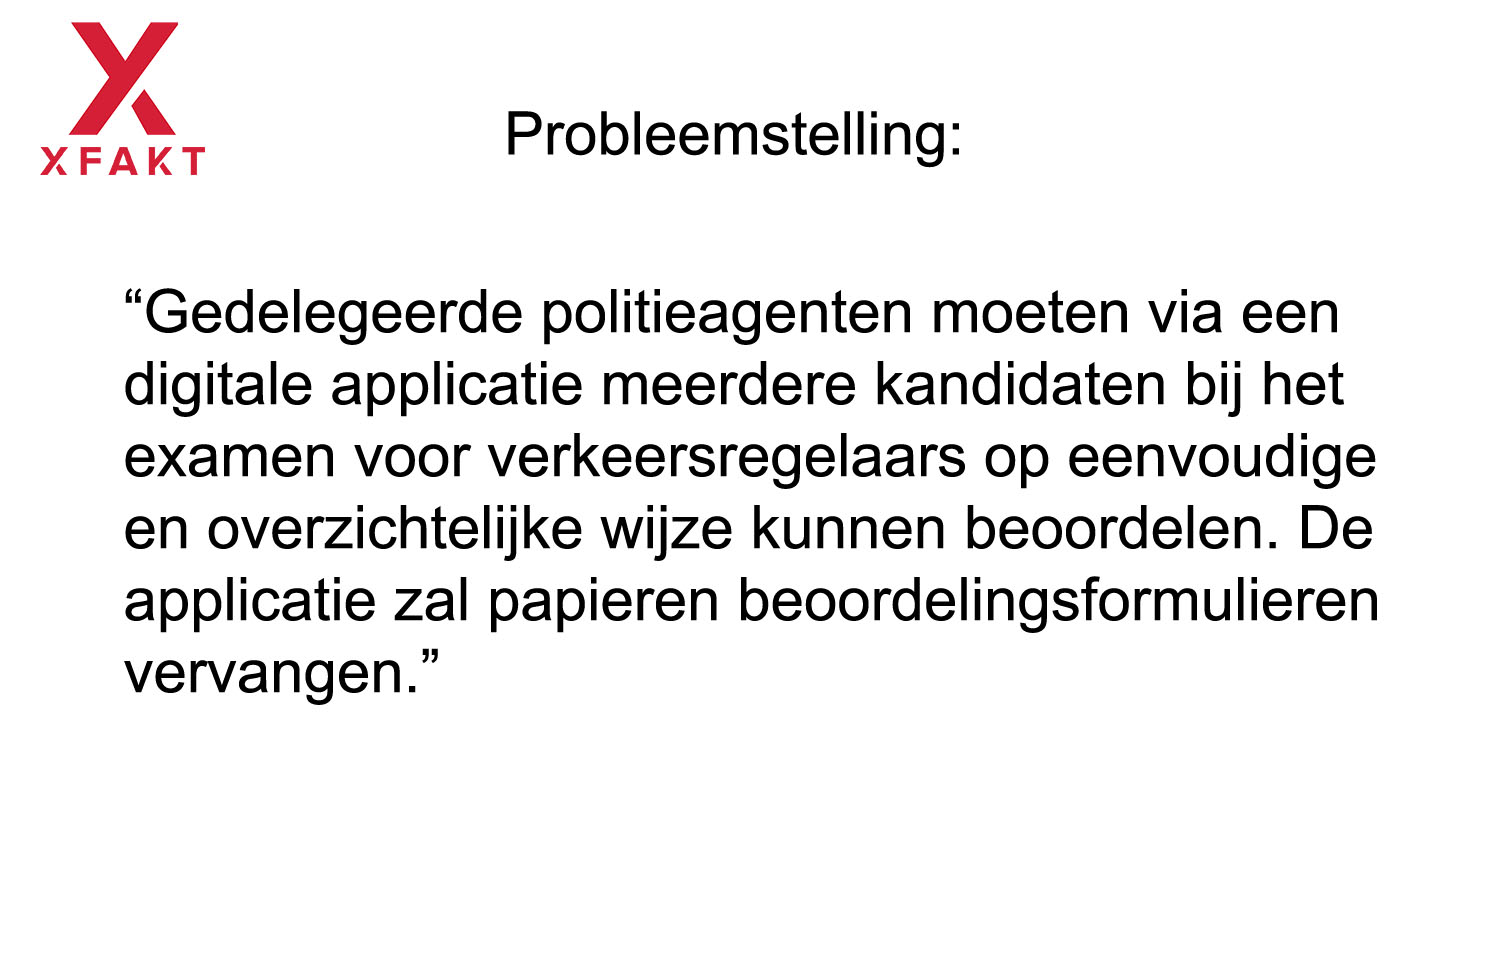 XFAKT
Probleemstelling:
“Gedelegeerde politieagenten moeten via een
digitale applicatie meerdere kandidaten bij het
examen voor verkeersregelaars op eenvoudige
en overzichtelijke wijze kunnen beoordelen. De
applicatie zal papieren beoordelingsformulieren
vervangen.”